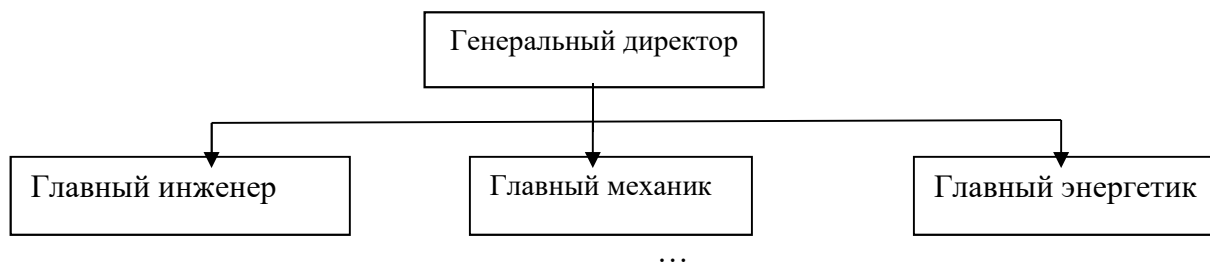 Генеральный директор
Главный инженер
Главный механик
Главный энергетик
…